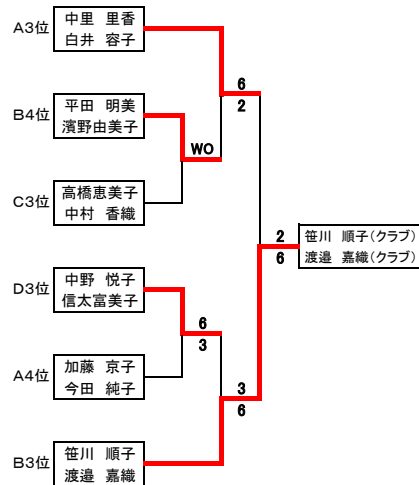 A3位
中里 里香
白井 容子
6
2
B4位
平田 明美
濱野由美子
WO
C3位
高橋恵美子
中村 香織
2
6
笹川 順子(クラブ)
渡邉 嘉織(クラブ)
D3位
中野 悦子
信太富美子
6
3
A4位
加藤 京子
今田 純子
3
6
B3位
笹川 順子
渡邉 嘉織